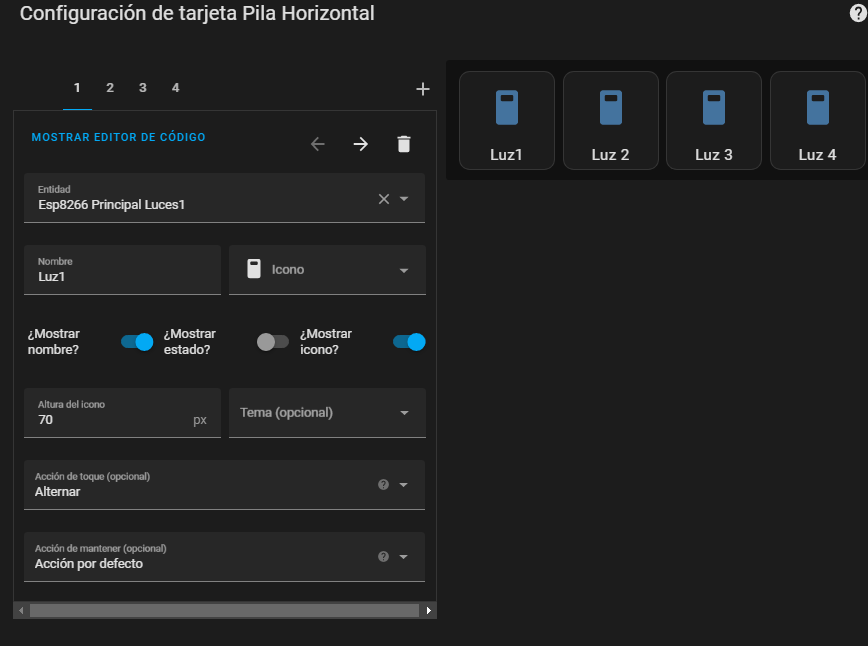 Configuración de tarjeta Pila Horizontal
1 2 3 4
MOSTRAR EDITOR DE CÓDIGO
Entidad
Esp8266 Principal Luces1
Nombre
Luz1
Icono
¿Mostrar
nombre?
¿Mostrar
estado?
¿Mostrar
icono?
Altura del icono
70
px
Tema (opcional)
Acción de toque (opcional)
Alternar
Acción de mantener (opcional)
Acción por defecto
Luz1
Luz 2
Luz 3
Luz 4